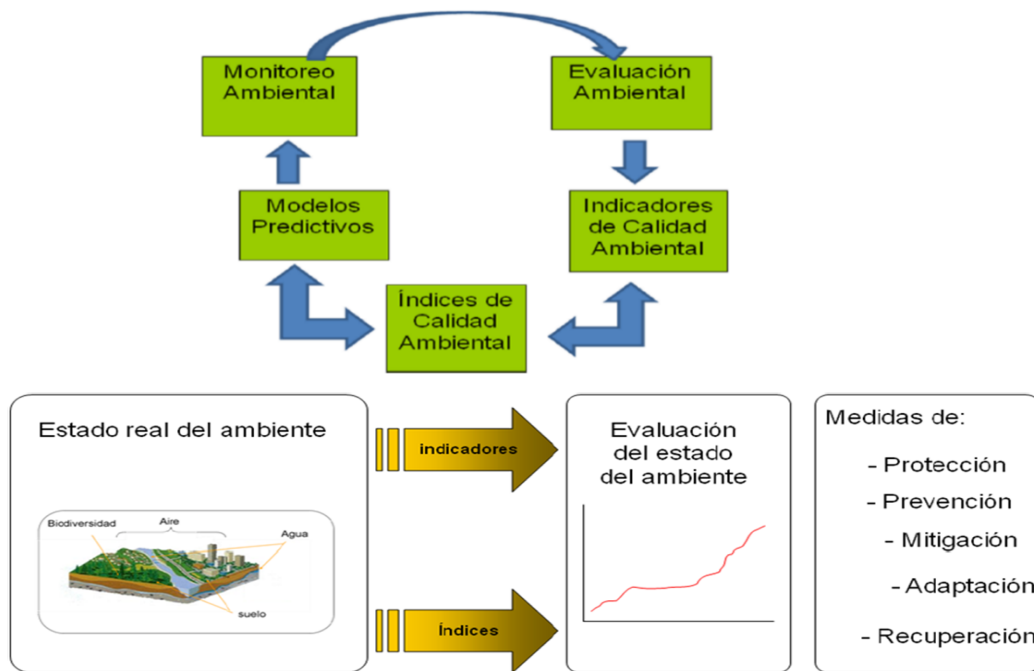 Monitoreo
Ambiental
Evaluación
Ambiental
Modelos
Predictivos
Indicadores
de Calidad
Ambiental
Índices de
Calidad
Ambiental
Estado real del ambiente
Biodiversidad
Aire
Agua
suelo
indicadores
Índices
Evaluación
del estado
del ambiente
Medidas de:
- Protección
- Prevención
- Mitigación
- Adaptación
- Recuperación